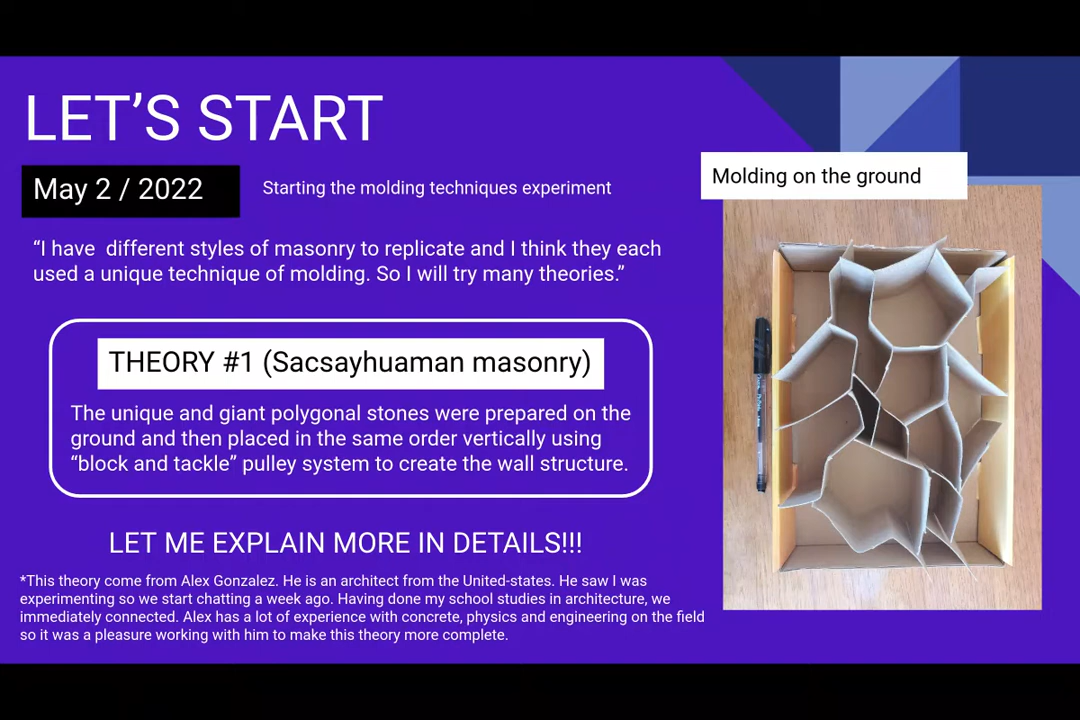 LET’S START
May 2 / 2022
Starting the molding techniques experiment
Molding on the ground
“I have  different styles of masonry to replicate and I think they each
used a unique technique of molding. So I will try many theories.”
THEORY #1 (Sacsayhuaman masonry)
The unique and giant polygonal stones were prepared on the
ground and then placed in the same order vertically using
“block and tackle” pulley system to create the wall structure.
LET ME EXPLAIN MORE IN DETAILS!!!
*This theory come from Alex Gonzalez. He is an architect from the United-states. He saw I was
experimenting so we start chatting a week ago. Having done my school studies in architecture, we
immediately connected. Alex has a lot of experience with concrete, physics and engineering on the field
so it was a pleasure working with him to make this theory more complete.